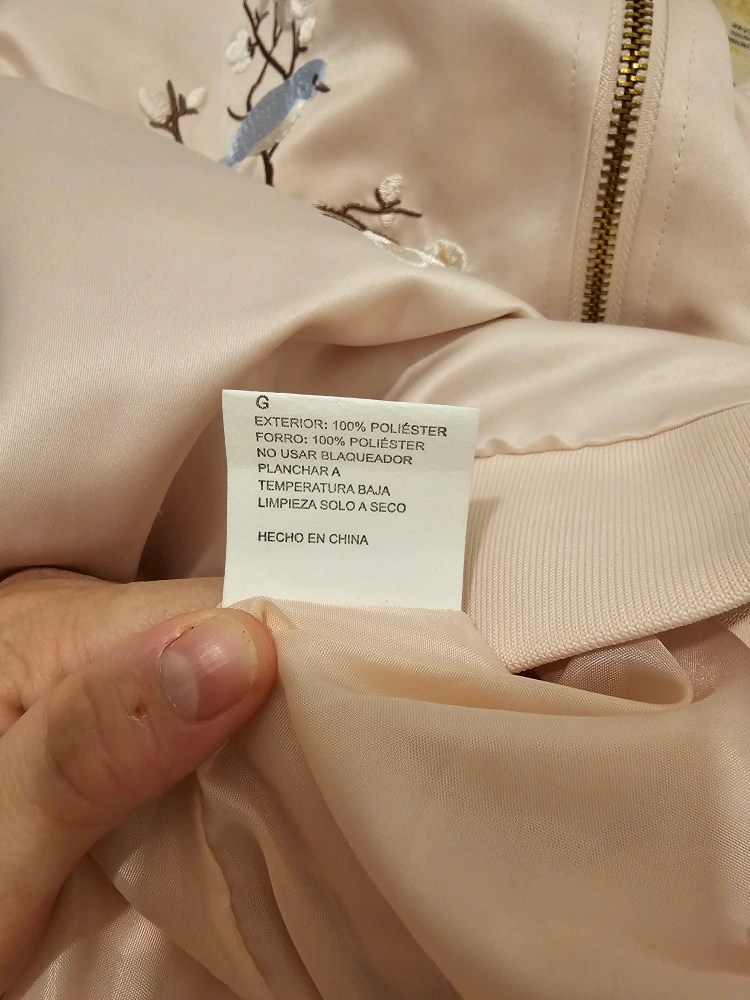 G
EXTERIOR: 100% POLIÉSTER
FORRO: 100% POLIÉSTER
NO USAR BLAQUEADOR
PLANCHAR A
TEMPERATURA BAJA
LIMPIEZA SOLO A SECO
HECHO EN CHINA